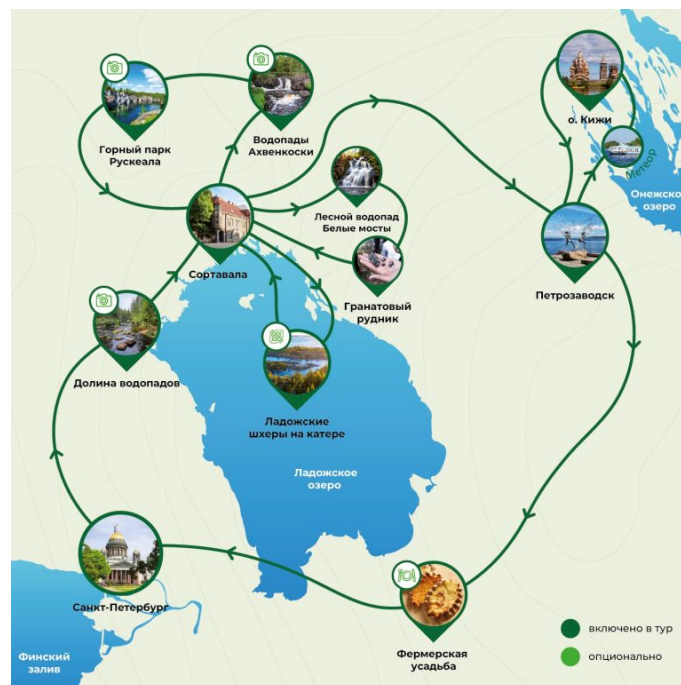 Горный парк
Рускеала
Водопады
Ахвенкоски
о. Кижи
Метеор
Онежско
озеро
Лесной водопад
Белые мосты
Сортавала
Гранатовый
рудник
Петрозаводск
Долина водопадов
Ладожские
шхеры на катере
Ладожское
озеро
Санкт-Петербург
Финский
залив
Фермерская
усадьба
включено в тур
опционально